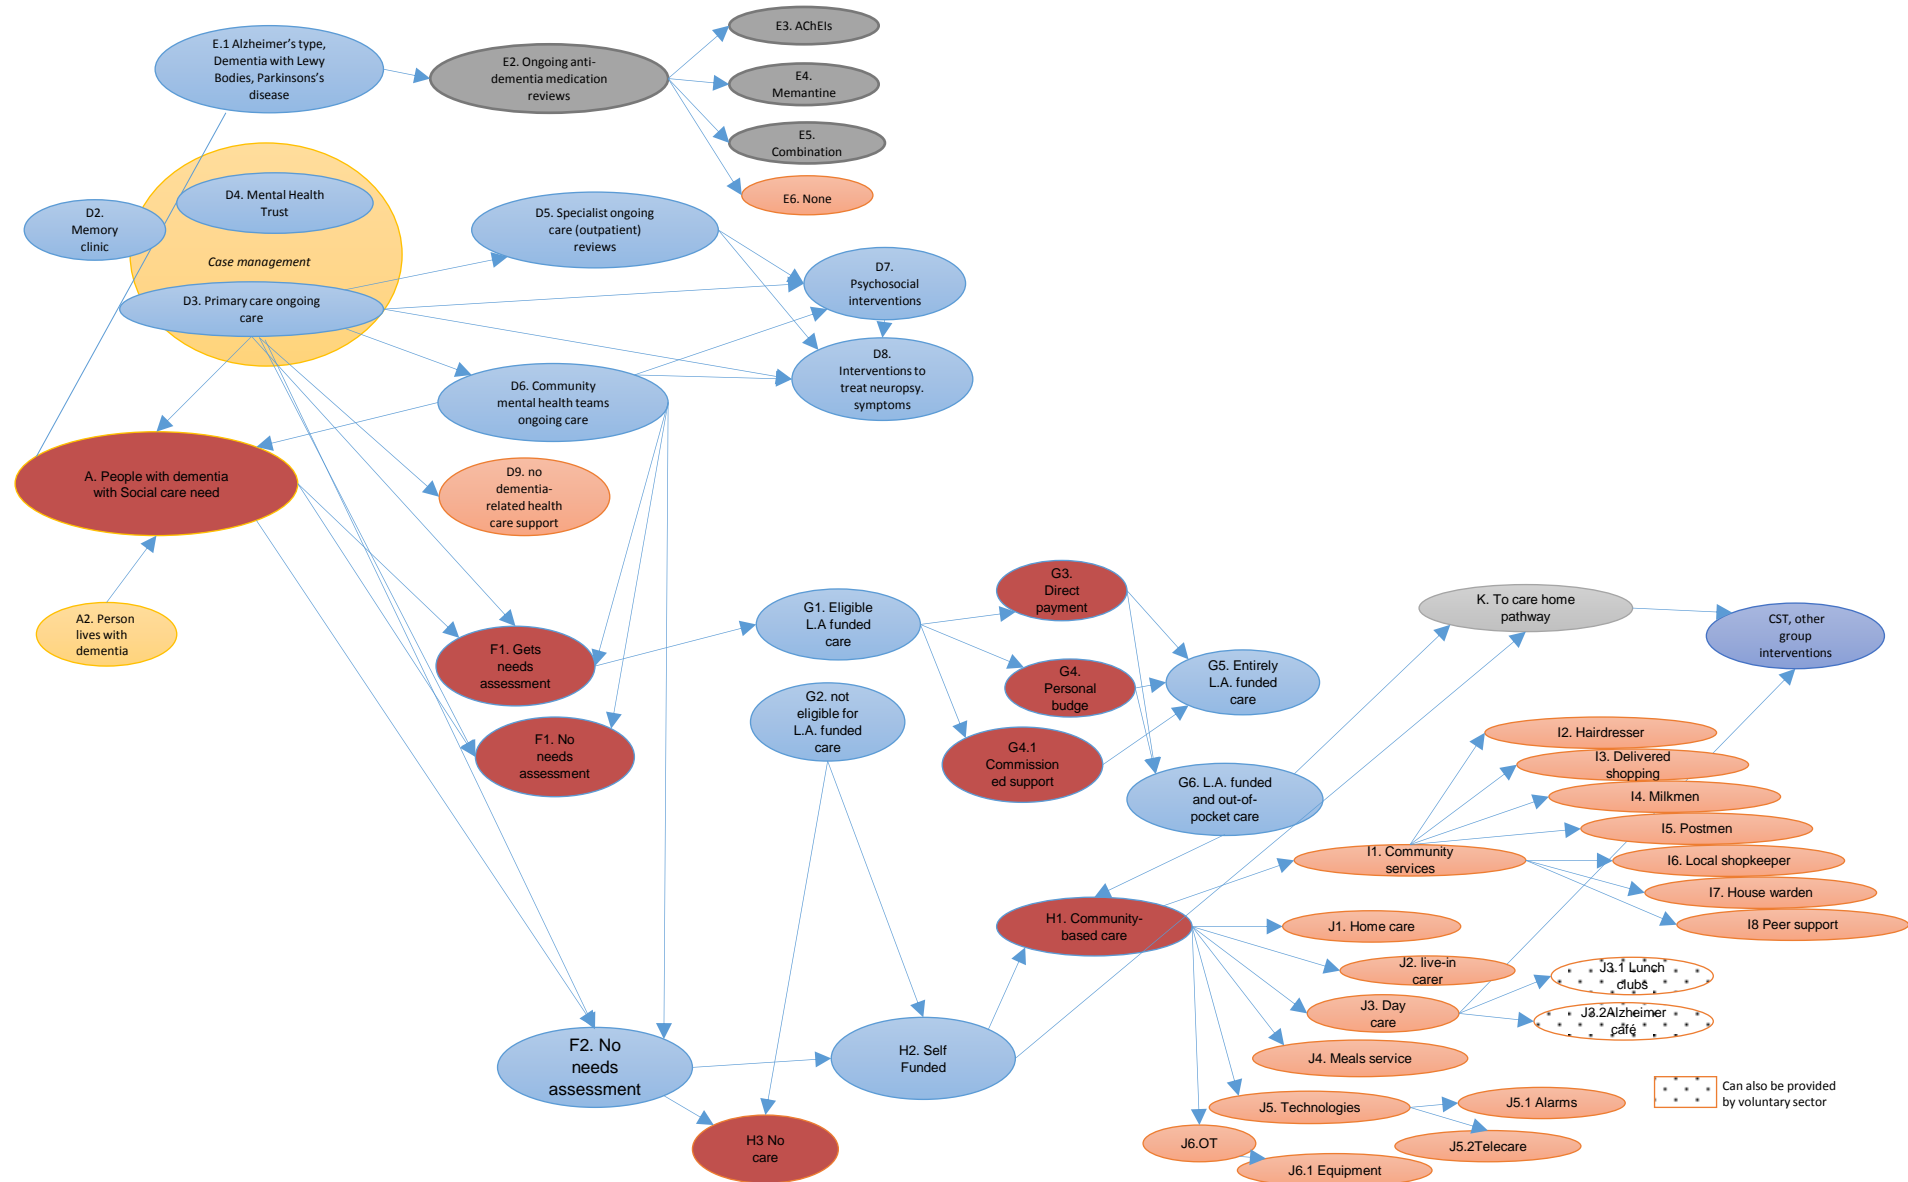 E.1 Alzheimer's type,
Dementia with Lewy
Bodies, Parkinsons's
disease
E2. Ongoing anti-
dementia medication
reviews
E3. AChEIs
E4.
Memantine
E5.
Combination
E6. None
D4. Mental Health
Trust
D2.
Memory
clinic
Case management
D3. Primary care ongoing
care
D5. Specialist ongoing
care (outpatient)
reviews
D7.
Psychosocial
interventions
D8.
Interventions to
treat neuropsy.
symptoms
D6. Community
mental health teams
ongoing care
A. People with dementia
with Social care need
D9. no
dementia-
related health
care support
A2. Person
lives with
dementia
F1. Gets
needs
assessment
F1. No
needs
assessment
G1. Eligible
L.A funded
care
G2. not
eligible for
L.A. funded
care
G3.
Direct
payment
G4.
Personal
budget
G4.1
Commission
ed support
G5. Entirely
L.A. funded
care
G6. L.A. funded
and out-of-
pocket care
K. To care home
pathway
CST, other
group
interventions
I2. Hairdresser
I3. Delivered
shopping
I4. Milkmen
I5. Postmen
I1. Community
services
I6. Local shopkeeper
I7. House warden
I8 Peer support
H1. Community-
based care
J1. Home care
J2. live-in
carer
J3. Day
care
J3.1 Lunch
clubs
J3.2Alzheimer
café
J4. Meals service
F2. No
needs
assessment
H2. Self
Funded
H3 No
care
J5. Technologies
J5.1 Alarms
J5.2Telecare
J6.OT
J6.1 Equipment
Can also be provided
by voluntary sector